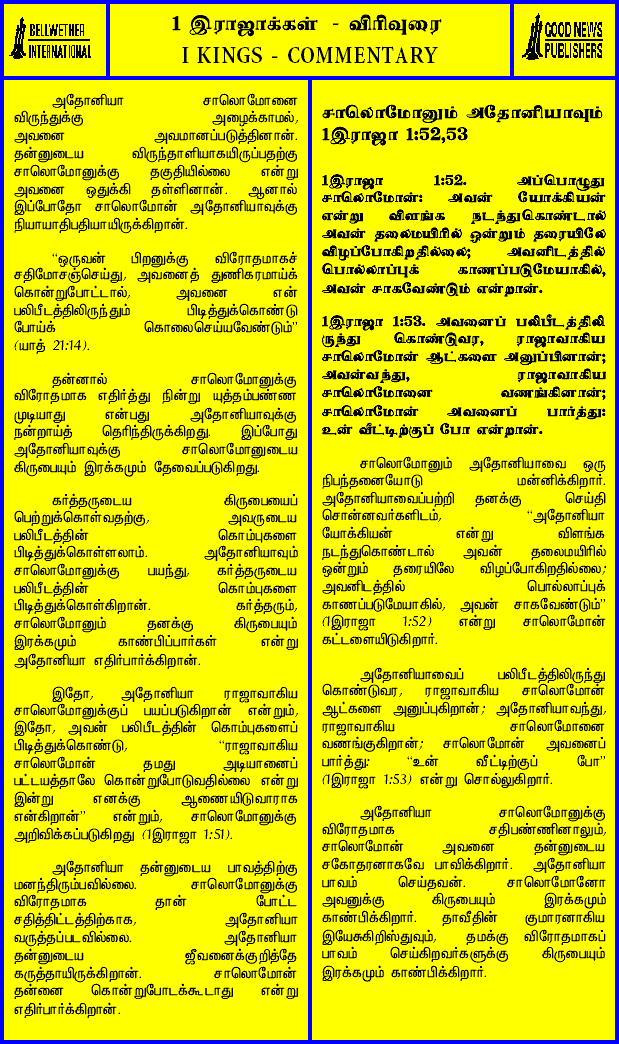 BELLWETHER
INTERNATIONAL
1 இராஜாக்கள் - விரிவுரை
I KINGS - COMMENTARY
GOOD NEWS
PUBLISHERS
அதோனியா சாலொமோனை
விருந்துக்கு அழைக்காமல்,
அவனை அவமானப்படுத்தினான்.
தன்னுடைய விருந்தாளியாகயிருப்பதற்கு
சாலொமோனுக்கு தகுதியில்லை என்று
அவனை ஒதுக்கி தள்ளினான். ஆனால்
இப்போதோ சாலொமோன் அதோனியாவுக்கு
நியாயாதிபதியாயிருக்கிறான்.
“ஒருவன் பிறனுக்கு விரோதமாகச்
சதிமோசஞ்செய்து, அவனைத் துணிகரமாய்க்
கொன்றுபோட்டால், அவனை என்
பலிபீடத்திலிருந்தும் பிடித்துக்கொண்டு
போய்க் கொலைசெய்யவேண்டும்”
(யாத் 21:14).
தன்னால் சாலொமோனுக்கு
விரோதமாக எதிர்த்து நின்று யுத்தம்பண்ண
முடியாது என்பது அதோனியாவுக்கு
நன்றாய்த் தெரிந்திருக்கிறது. இப்போது
அதோனியாவுக்கு சாலொமோனுடைய
கிருபையும் இரக்கமும் தேவைப்படுகிறது.
கர்த்தருடைய கிருபையைப்
பெற்றுக்கொள்வதற்கு, அவருடைய
பலிபீடத்தின் கொம்புகளை
பிடித்துக்கொள்ளலாம். அதோனியாவும்
சாலொமோனுக்கு பயந்து, கர்த்தருடைய
பலிபீடத்தின் கொம்புகளை
பிடித்துக்கொள்கிறான். கர்த்தரும்,
சாலொமோனும் தனக்கு கிருபையும்
இரக்கமும் காண்பிப்பார்கள் என்று
அதோனியா எதிர்பார்க்கிறான்.
இதோ, அதோனியா ராஜாவாகிய
சாலொமோனுக்குப் பயப்படுகிறான் என்றும்,
இதோ, அவன் பலிபீடத்தின் கொம்புகளைப்
பிடித்துக்கொண்டு, “ராஜாவாகிய
சாலொமோன் தமது அடியானைப்
பட்டயத்தாலே கொன்றுபோடுவதில்லை என்று
இன்று எனக்கு ஆணையிடுவாராக
என்கிறான்” என்றும், சாலொமோனுக்கு
அறிவிக்கப்படுகிறது (1இராஜா 1:51).
அதோனியா தன்னுடைய பாவத்திற்கு
மனந்திரும்பவில்லை. சாலொமோனுக்கு
விரோதமாக தான் போட்ட
சதித்திட்டத்திற்காக, அதோனியா
வருத்தப்படவில்லை. அதோனியா
தன்னுடைய ஜீவனைக்குறித்தே
கருத்தாயிருக்கிறான். சாலொமோன்
தன்னை கொன்றுபோடக்கூடாது என்று
எதிர்பார்க்கிறான்.
சாலொமோனும் அதோனியாவும்
1இராஜா 1:52,53
1இராஜா 1:52. அப்பொழுது
சாலொமோன்: அவன் யோக்கியன்
என்று விளங்க நடந்துகொண்டால்
அவன் தலைமயிரில் ஒன்றும் தரையிலே
விழப்போகிறதில்லை; அவனிடத்தில்
பொல்லாப்புக் காணப்படுமேயாகில்,
அவன் சாகவேண்டும் என்றான்.
1இராஜா 1:53. அவனைப் பலிபீடத்திலி
ருந்து கொண்டுவர, ராஜாவாகிய
சாலொமோன் ஆட்களை அனுப்பினான்;
அவன்வந்து, ராஜாவாகிய
சாலொமோனை வணங்கினான்;
சாலொமோன் அவனைப் பார்த்து:
உன் வீட்டிற்குப் போ என்றான்.
சாலொமோனும் அதோனியாவை ஒரு
நிபந்தனையோடு மன்னிக்கிறார்.
அதோனியாவைப்பற்றி தனக்கு செய்தி
சொன்னவர்களிடம், “அதோனியா
யோக்கியன் என்று விளங்க
நடந்துகொண்டால் அவன் தலைமயிரில்
ஒன்றும் தரையிலே விழப்போகிறதில்லை;
அவனிடத்தில் பொல்லாப்புக்
காணப்படுமேயாகில், அவன் சாகவேண்டும்”
(1இராஜா 1:52) என்று சாலொமோன்
கட்டளையிடுகிறார்.
அதோனியாவைப் பலிபீடத்திலிருந்து
கொண்டுவர, ராஜாவாகிய சாலொமோன்
ஆட்களை அனுப்புகிறான்; அதோனியாவந்து,
ராஜாவாகிய சாலொமோனை
வணங்குகிறான்; சாலொமோன் அவனைப்
பார்த்து: “உன் வீட்டிற்குப் போ”
(1இராஜா 1:53) என்று சொல்லுகிறார்.
அதோனியா சாலொமோனுக்கு
விரோதமாக சதிபண்ணினாலும்,
சாலொமோன் அவனை தன்னுடைய
சகோதரனாகவே பாவிக்கிறார். அதோனியா
பாவம் செய்தவன். சாலொமோனோ
அவனுக்கு கிருபையும் இரக்கமும்
காண்பிக்கிறார். தாவீதின் குமாரனாகிய
இயேசுகிறிஸ்துவும், தமக்கு விரோதமாகப்
பாவம் செய்கிறவர்களுக்கு கிருபையும்
இரக்கமும் காண்பிக்கிறார்.